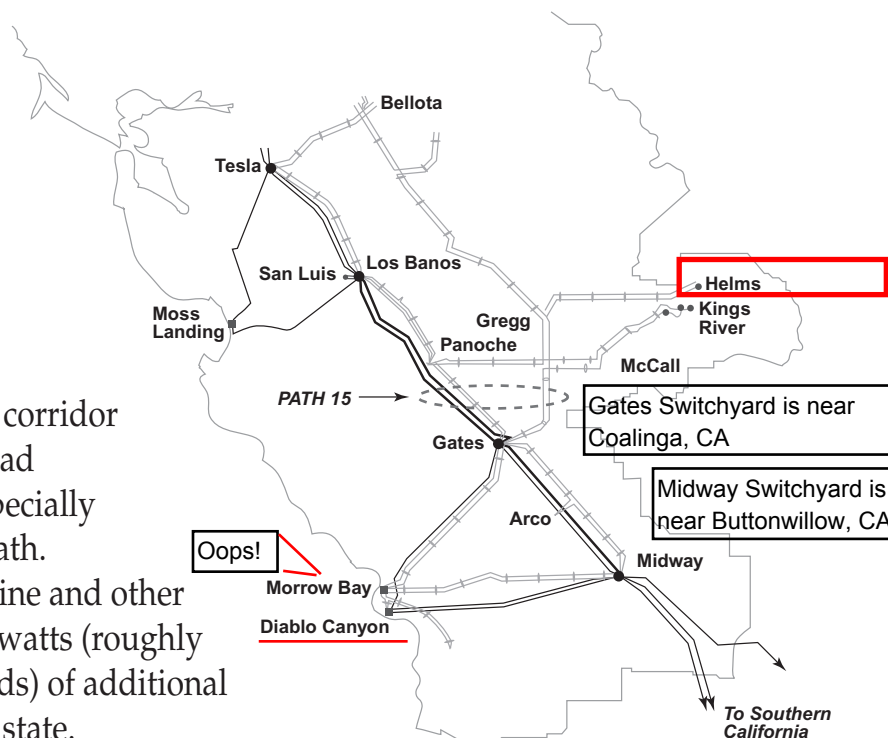 Bellota
Tesla
San Luis
Los Banos
Helms
Moss
Landing
Gregg
Kings
River
Panoche
McCall
PATH 15
corridor
ad
Gates Switchyard is near
Coalinga, CA
Gates
pecially
ath.
Midway Switchyard is
near Buttonwillow, CA
Arco
Oops!
Midway
ine and other
Morrow Bay
watts (roughly
Diablo Canyon
ds) of additional
state.
To Southern
California